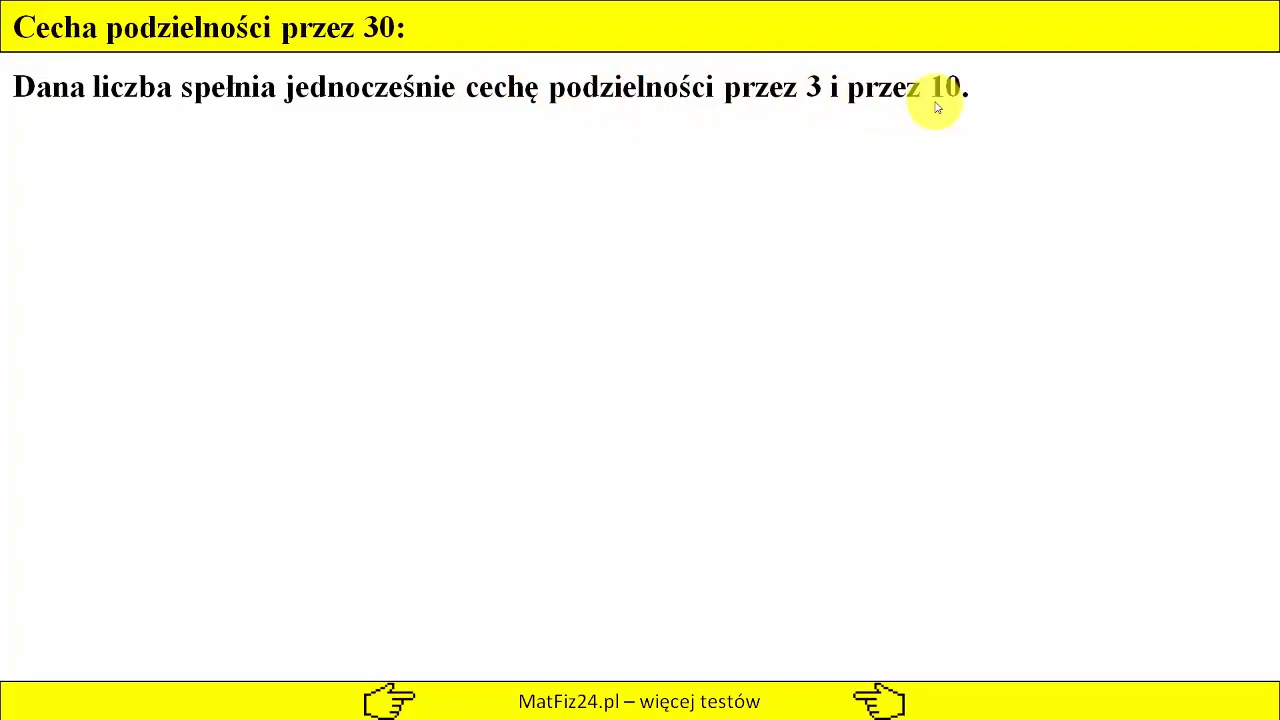 Cecha podzielności przez 30:
Dana liczba spełnia jednocześnie cechę podzielności przez 3 i przez 10.
MatFiz24.pl – więcej testów